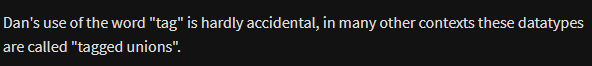 Dan's use of the word "tag" is hardly accidental, in many other contexts these datatypes
are called "tagged unions".